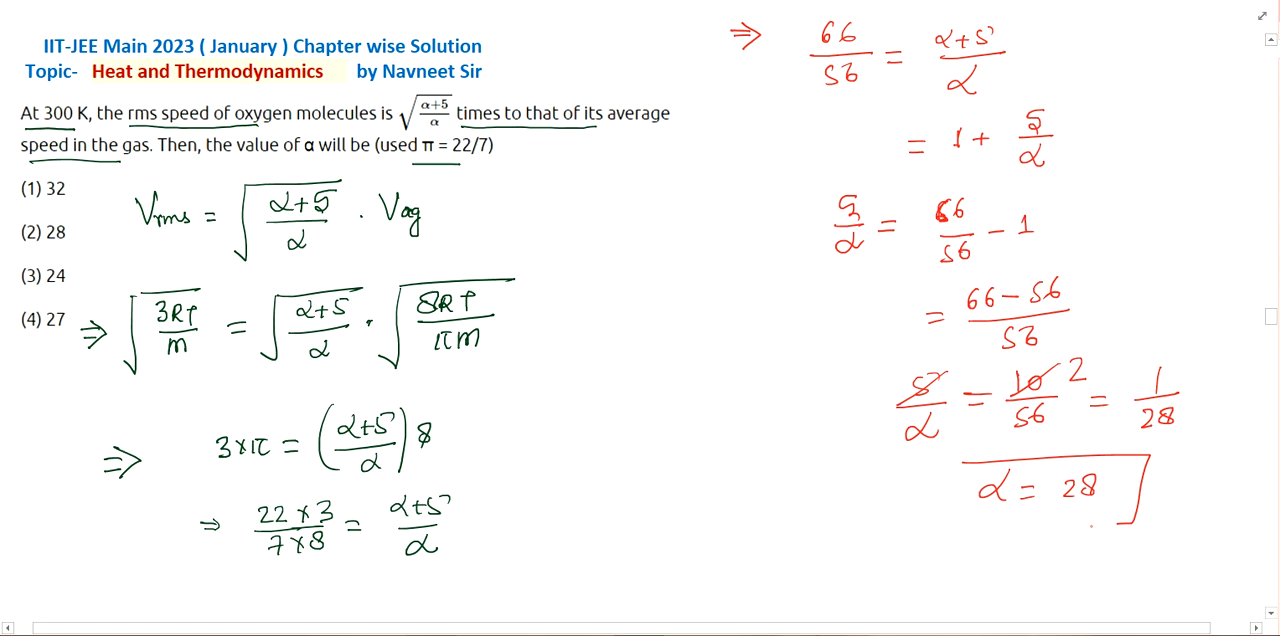 IIT-JEE Main 2023 ( January ) Chapter wise Solution
Topic- Heat and Thermodynamics by Navneet Sir
At 300 K, the rms speed of oxygen molecules is √((α+5)/α) times to that of its average
speed in the gas. Then, the value of α will be (used π = 22/7)
(1) 32
(2) 28
(3) 24
(4) 27
Vrms = √((α+5)/α) . Vag
⇒ √(3RT/m) = √((α+5)/α) . √(8RT/πm)
⇒ 3×π = ((α+5)/α) 8
⇒ (22×3)/(7×8) = (α+5)/α
⇒ 66/56 = (α+5)/α
= 1 + 5/α
5/α = 66/56 − 1
= (66−56)/56
5/α = 10/56 2 = 1/28
α = 28